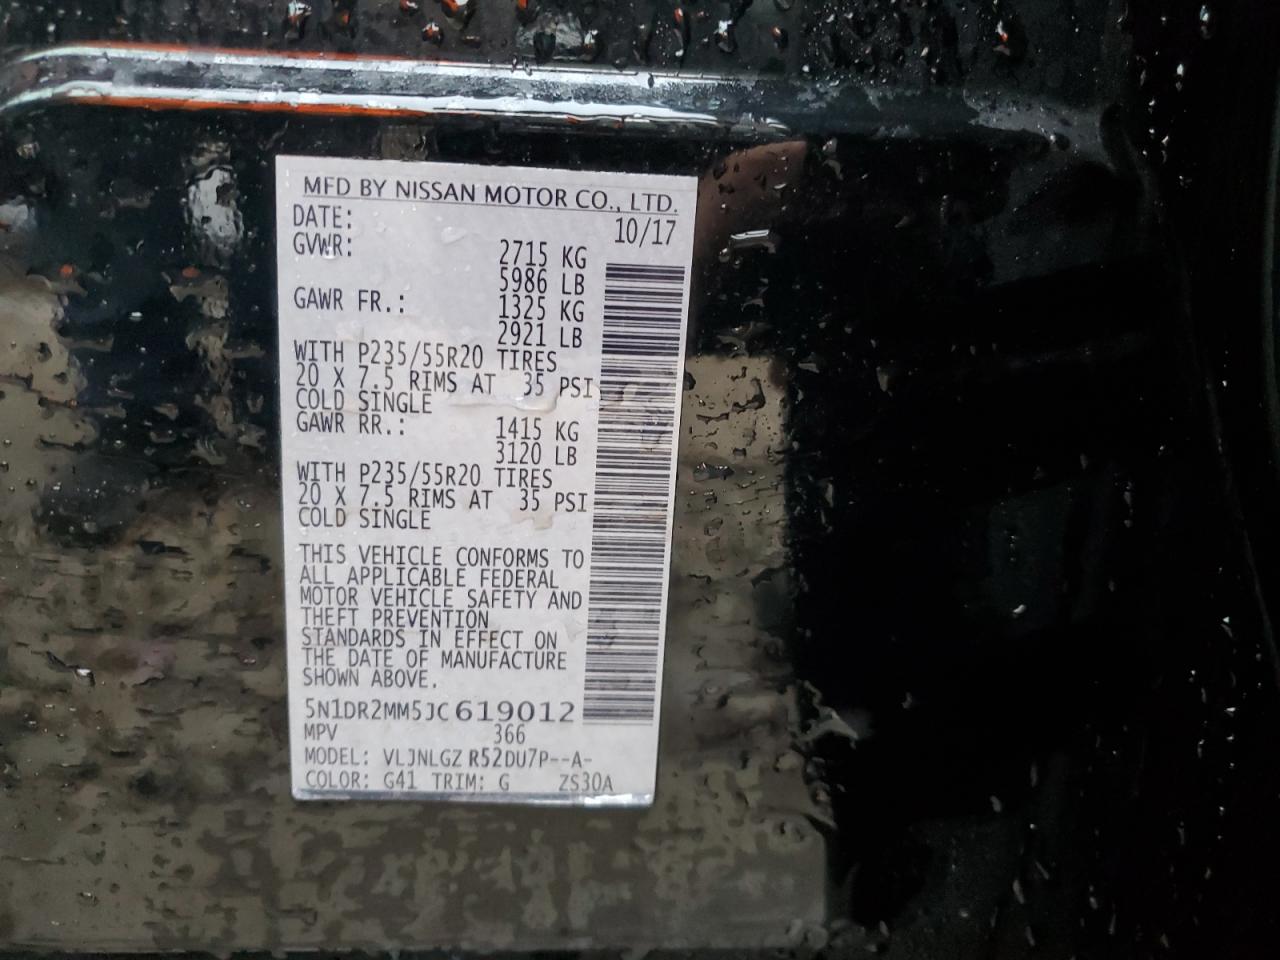 MFD BY NISSAN MOTOR CO., LTD.
DATE: 10/17
GVWR: 2715 KG
5986 LB
GAWR FR.: 1325 KG
2921 LB
WITH P235/55R20 TIRES
20 X 7.5 RIMS AT 35 PSI
COLD SINGLE
GAWR RR.: 1415 KG
3120 LB
WITH P235/55R20 TIRES
20 X 7.5 RIMS AT 35 PSI
COLD SINGLE
THIS VEHICLE CONFORMS TO
ALL APPLICABLE FEDERAL
MOTOR VEHICLE SAFETY AND
THEFT PREVENTION
STANDARDS IN EFFECT ON
THE DATE OF MANUFACTURE
SHOWN ABOVE.
5N1DR2MM5JC619012
MPV 366
MODEL: VLJNLGZ R52DU7P--A-
COLOR: G41 TRIM: G ZS30A